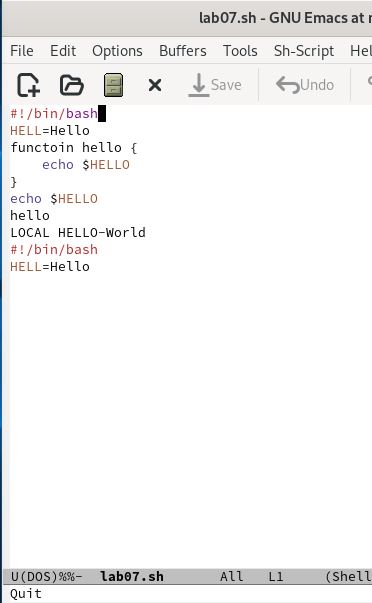 lab07.sh - GNU Emacs at
File Edit Options Buffers Tools Sh-Script
Save Undo
#!/bin/bash
HELL=Hello
functoin hello {
    echo $HELLO
}
echo $HELLO
hello
LOCAL HELLO-World
#!/bin/bash
HELL=Hello
U(DOS)%%- lab07.sh All L1 (Shell
Quit